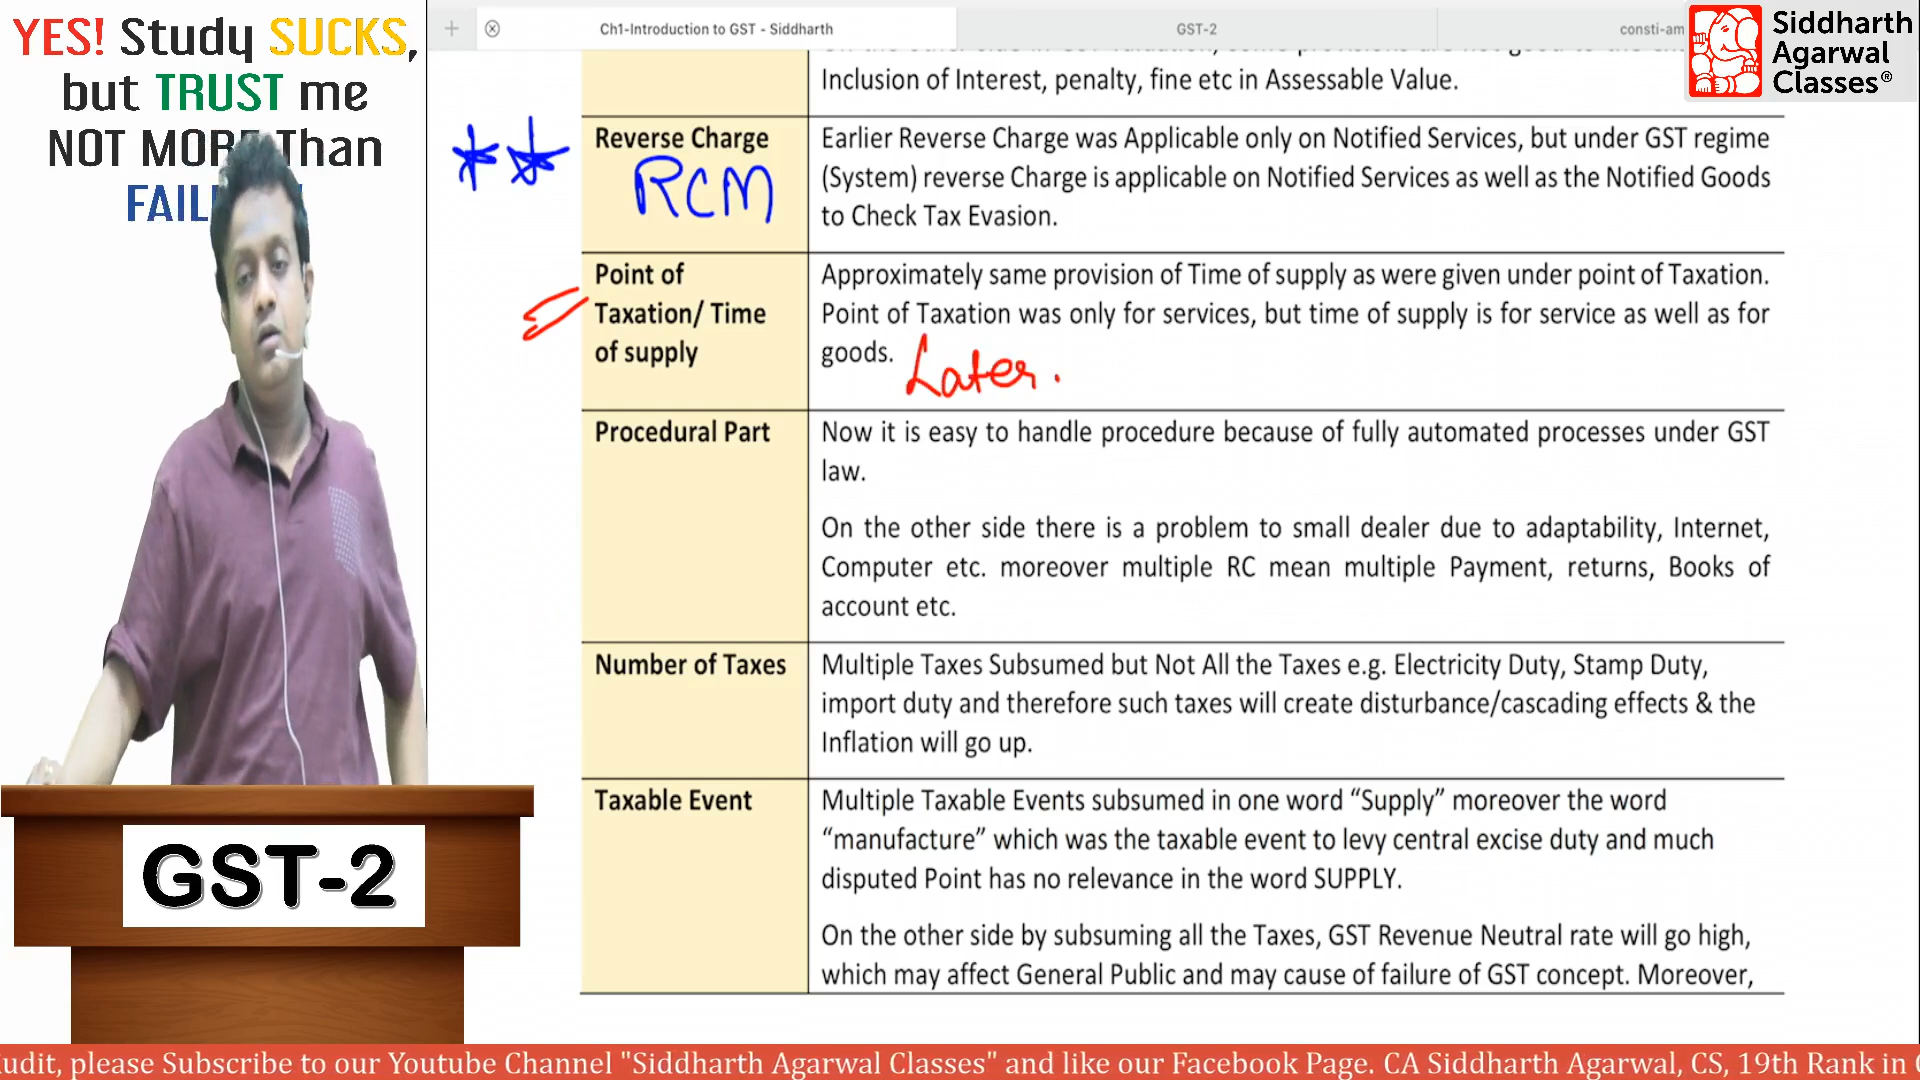 YES! Study SUCKS,
but TRUST me
NOT MORE Than
FAIL
Ch1-Introduction to GST - Siddharth
GST-2
consti-am
Siddharth
Agarwal
Classes®
Inclusion of Interest, penalty, fine etc in Assessable Value.
Reverse Charge
RCM
Earlier Reverse Charge was Applicable only on Notified Services, but under GST regime
(System) reverse Charge is applicable on Notified Services as well as the Notified Goods
to Check Tax Evasion.
Point of
Taxation/ Time
of supply
Approximately same provision of Time of supply as were given under point of Taxation.
Point of Taxation was only for services, but time of supply is for service as well as for
goods.
Later.
Procedural Part
Now it is easy to handle procedure because of fully automated processes under GST
law.
On the other side there is a problem to small dealer due to adaptability, Internet,
Computer etc. moreover multiple RC mean multiple Payment, returns, Books of
account etc.
Number of Taxes
Multiple Taxes Subsumed but Not All the Taxes e.g. Electricity Duty, Stamp Duty,
import duty and therefore such taxes will create disturbance/cascading effects & the
Inflation will go up.
Taxable Event
Multiple Taxable Events subsumed in one word “Supply” moreover the word
“manufacture” which was the taxable event to levy central excise duty and much
disputed Point has no relevance in the word SUPPLY.
On the other side by subsuming all the Taxes, GST Revenue Neutral rate will go high,
which may affect General Public and may cause of failure of GST concept. Moreover,
GST-2
udit, please Subscribe to our Youtube Channel "Siddharth Agarwal Classes" and like our Facebook Page. CA Siddharth Agarwal, CS, 19th Rank in